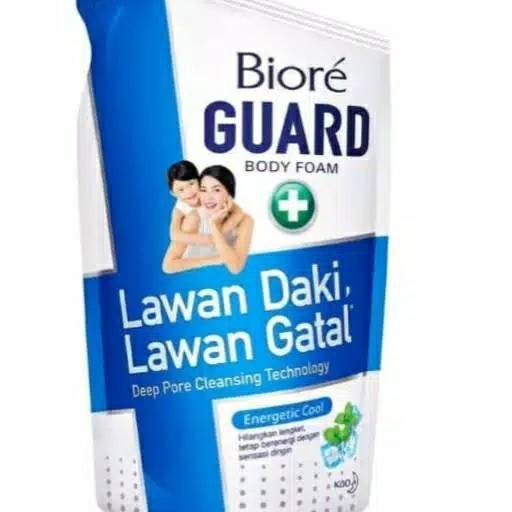 Bioré
GUARD
BODY FOAM
Lawan Daki,
Lawan Gatal*
Deep Pore Cleansing Technology
Energetic Cool
Hilangkan lengket,
tetap berenergi dengan
sensasi dingin
Kao